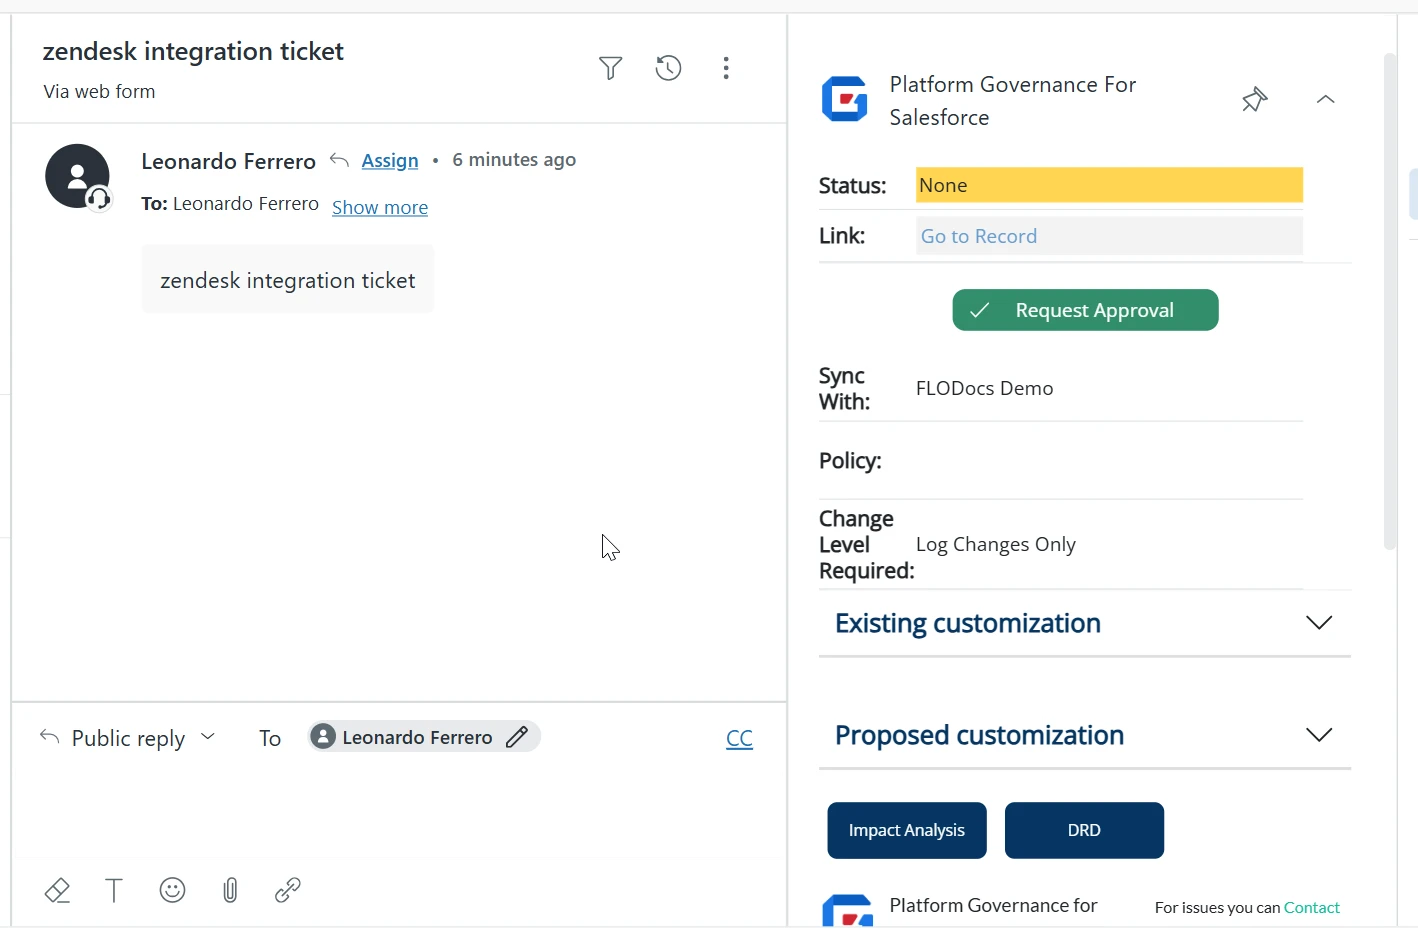 zendesk integration ticket
Via web form
Leonardo Ferrero Assign • 6 minutes ago
To: Leonardo Ferrero Show more
zendesk integration ticket
Public reply To Leonardo Ferrero CC
Platform Governance For
Salesforce
Status: None
Link: Go to Record
Request Approval
Sync
With: FLODocs Demo
Policy:
Change
Level
Required: Log Changes Only
Existing customization
Proposed customization
Impact Analysis DRD
Platform Governance for For issues you can Contact